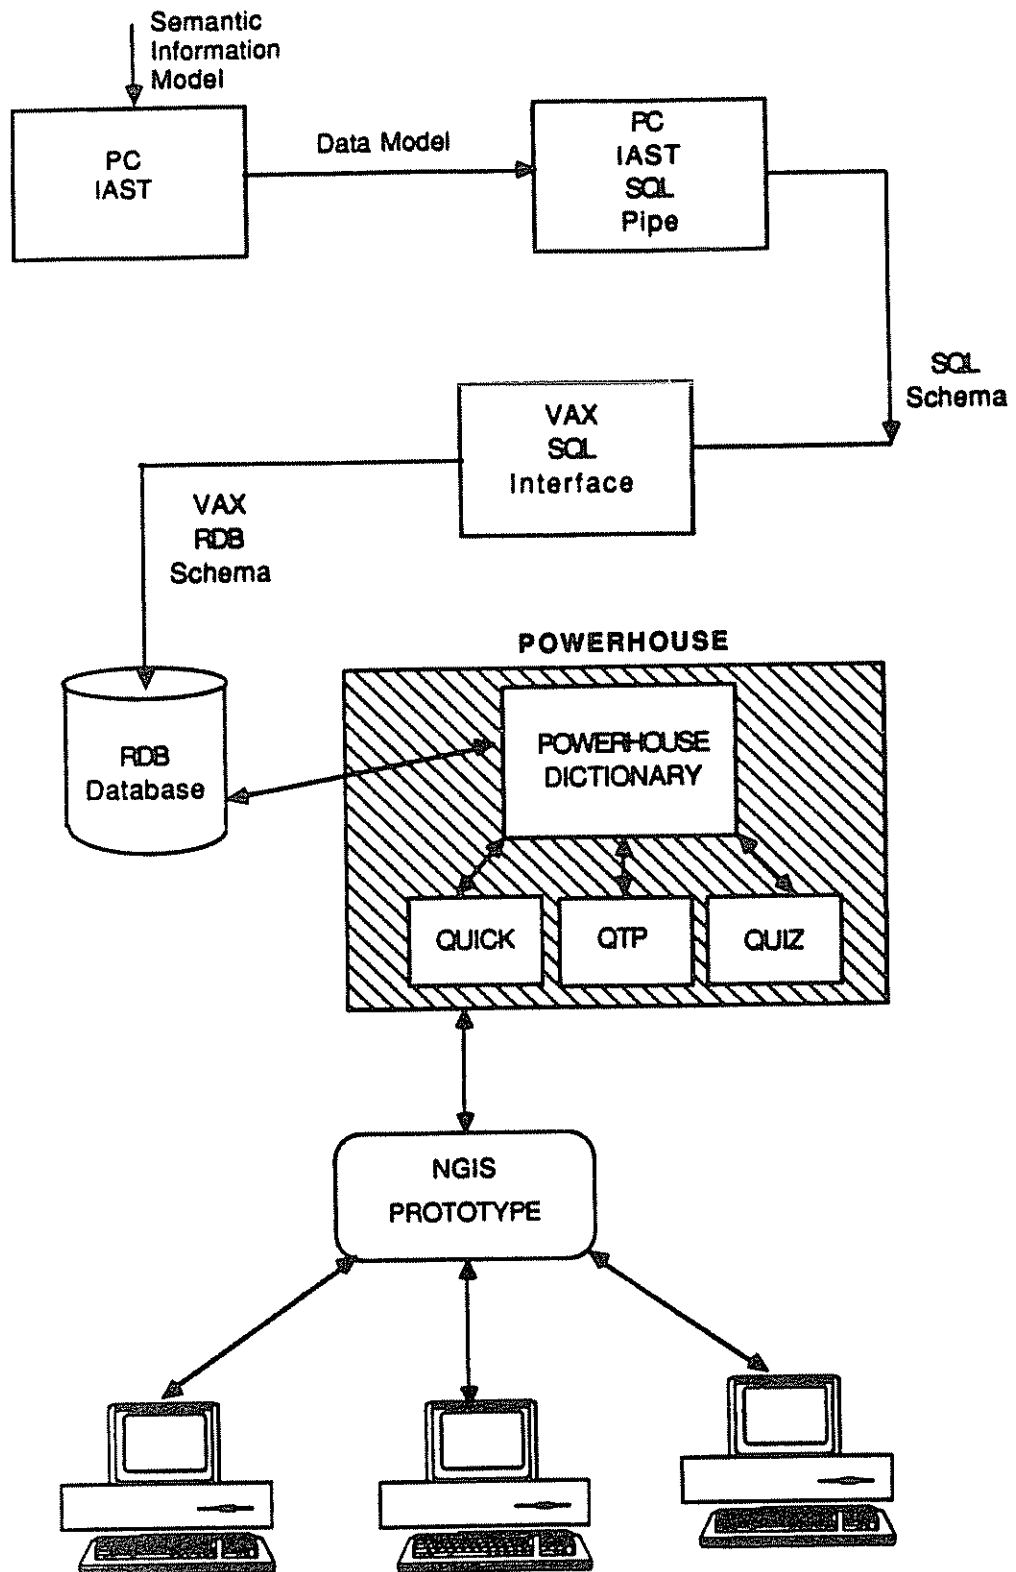 Semantic
Information
Model
PC
IAST
Data Model
PC
IAST
SQL
Pipe
SQL
Schema
VAX
SQL
Interface
VAX
RDB
Schema
POWERHOUSE
RDB
Database
POWERHOUSE
DICTIONARY
QUICK
QTP
QUIZ
NGIS
PROTOTYPE